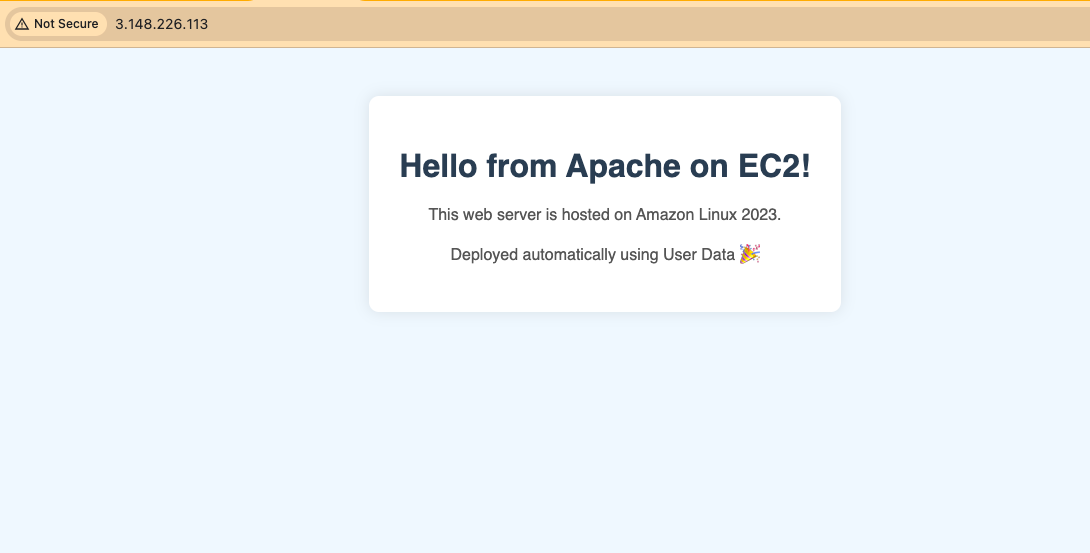 Not Secure 3.148.226.113
Hello from Apache on EC2!
This web server is hosted on Amazon Linux 2023.
Deployed automatically using User Data 🎉